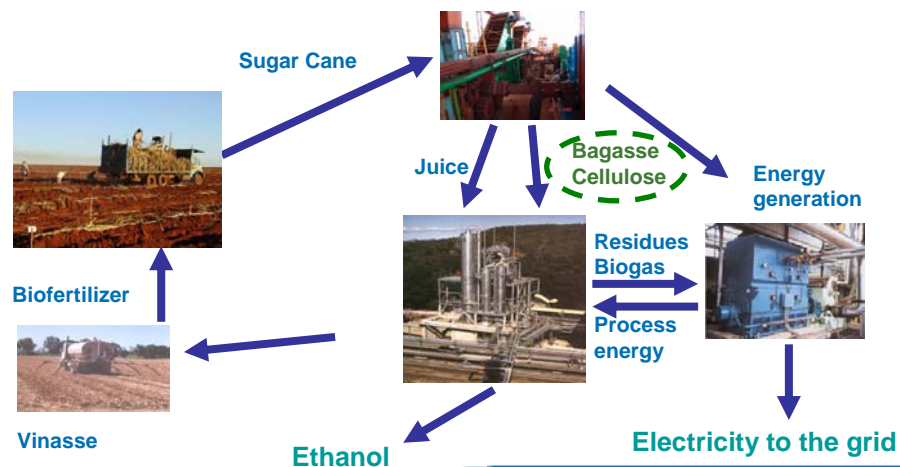 Sugar Cane
Juice
Bagasse
Cellulose
Energy
generation
Residues
Biogas
Process
energy
Biofertilizer
Vinasse
Ethanol
Electricity to the grid